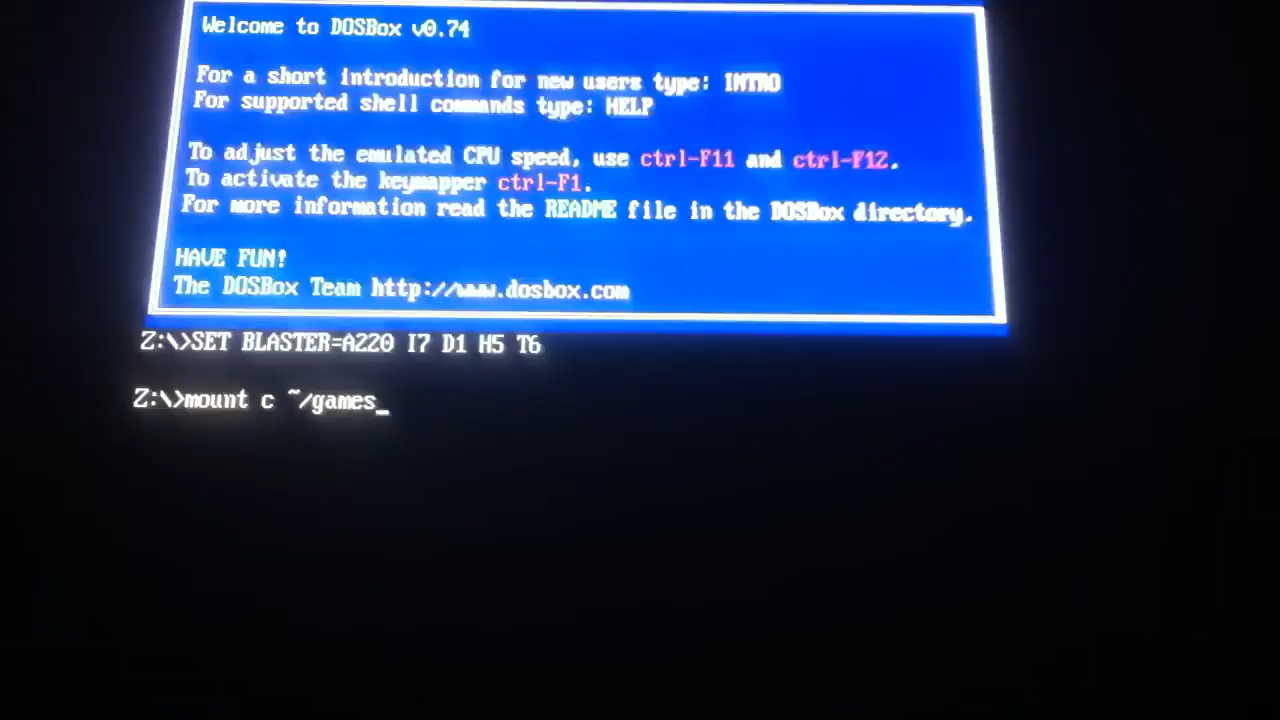 Welcome to DOSBox v0.74
For a short introduction for new users type: INTRO
For supported shell commands type: HELP
To adjust the emulated CPU speed, use ctrl-F11 and ctrl-F12.
To activate the keymapper ctrl-F1.
For more information read the README file in the DOSBox directory.
HAVE FUN!
The DOSBox Team http://www.dosbox.com
Z:\>SET BLASTER=A220 I7 D1 H5 T6
Z:\>mount c ~/games_